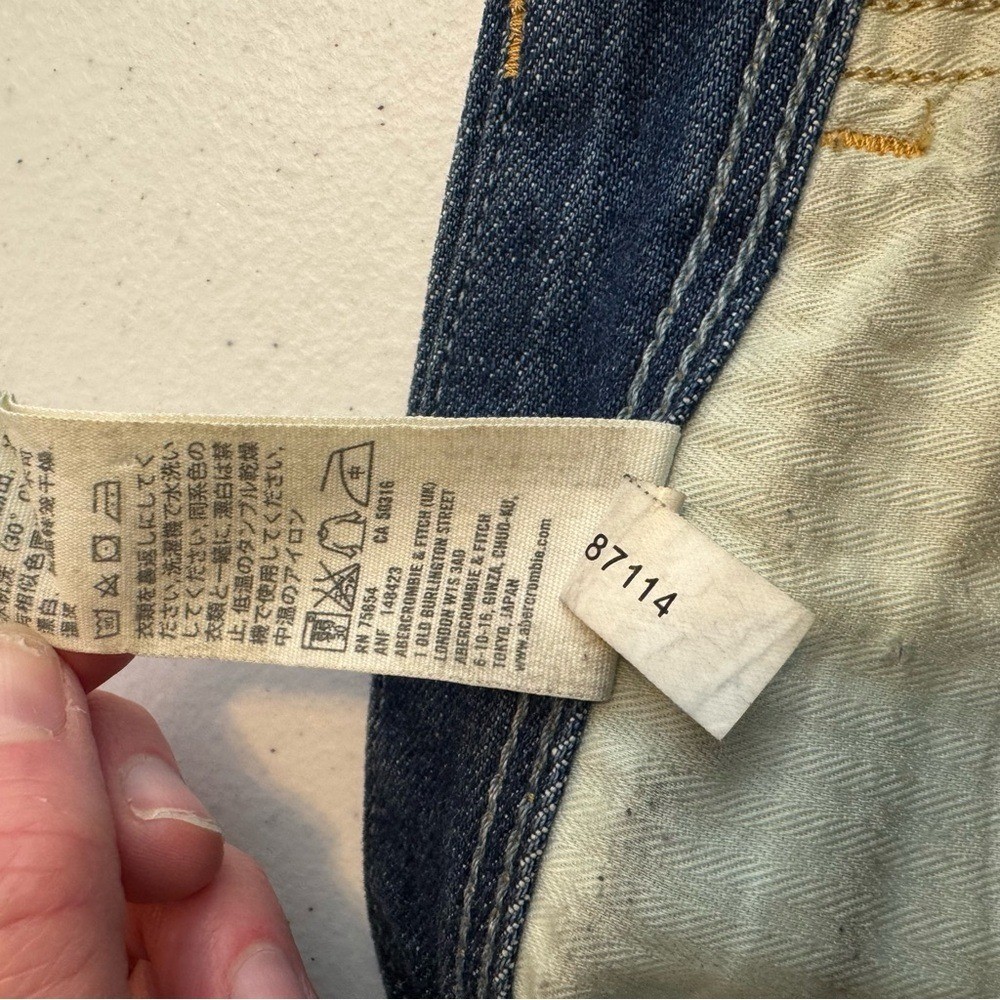 衣類を裏返しにしてく
ださい,洗濯機で水洗い
してください,同系色の
衣類と一緒に,漂白は禁
止,低温のタンブル乾燥
機で使用してください,
中温のアイロン
中
RN 75654
CA 50316
ANF 148423
ABERCROMBIE & FITCH (UK)
1 OLD BURLINGTON STREET
LONDON W1S 3AD
ABERCROMBIE & FITCH
6-10-16, GINZA, CHUO-KU,
TOKYO, JAPAN
www.abercrombie.com
87114